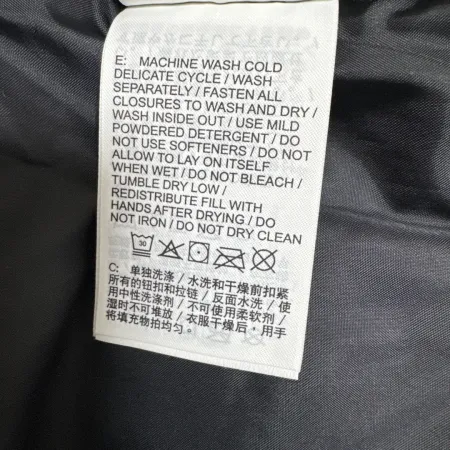 E: MACHINE WASH COLD
DELICATE CYCLE / WASH
SEPARATELY / FASTEN ALL
CLOSURES TO WASH AND DRY /
WASH INSIDE OUT / USE MILD
POWDERED DETERGENT / DO
NOT USE SOFTENERS / DO NOT
ALLOW TO LAY ON ITSELF
WHEN WET / DO NOT BLEACH /
TUMBLE DRY LOW /
REDISTRIBUTE FILL WITH
HANDS AFTER DRYING / DO
NOT IRON / DO NOT DRY CLEAN
30
C: 单独洗涤 / 水洗和干燥前扣紧
所有的钮扣和拉链 / 反面水洗 / 使
用中性洗涤剂 / 不可使用柔软剂 /
湿时不可堆放 / 衣服干燥后，用手
将填充物拍均匀。